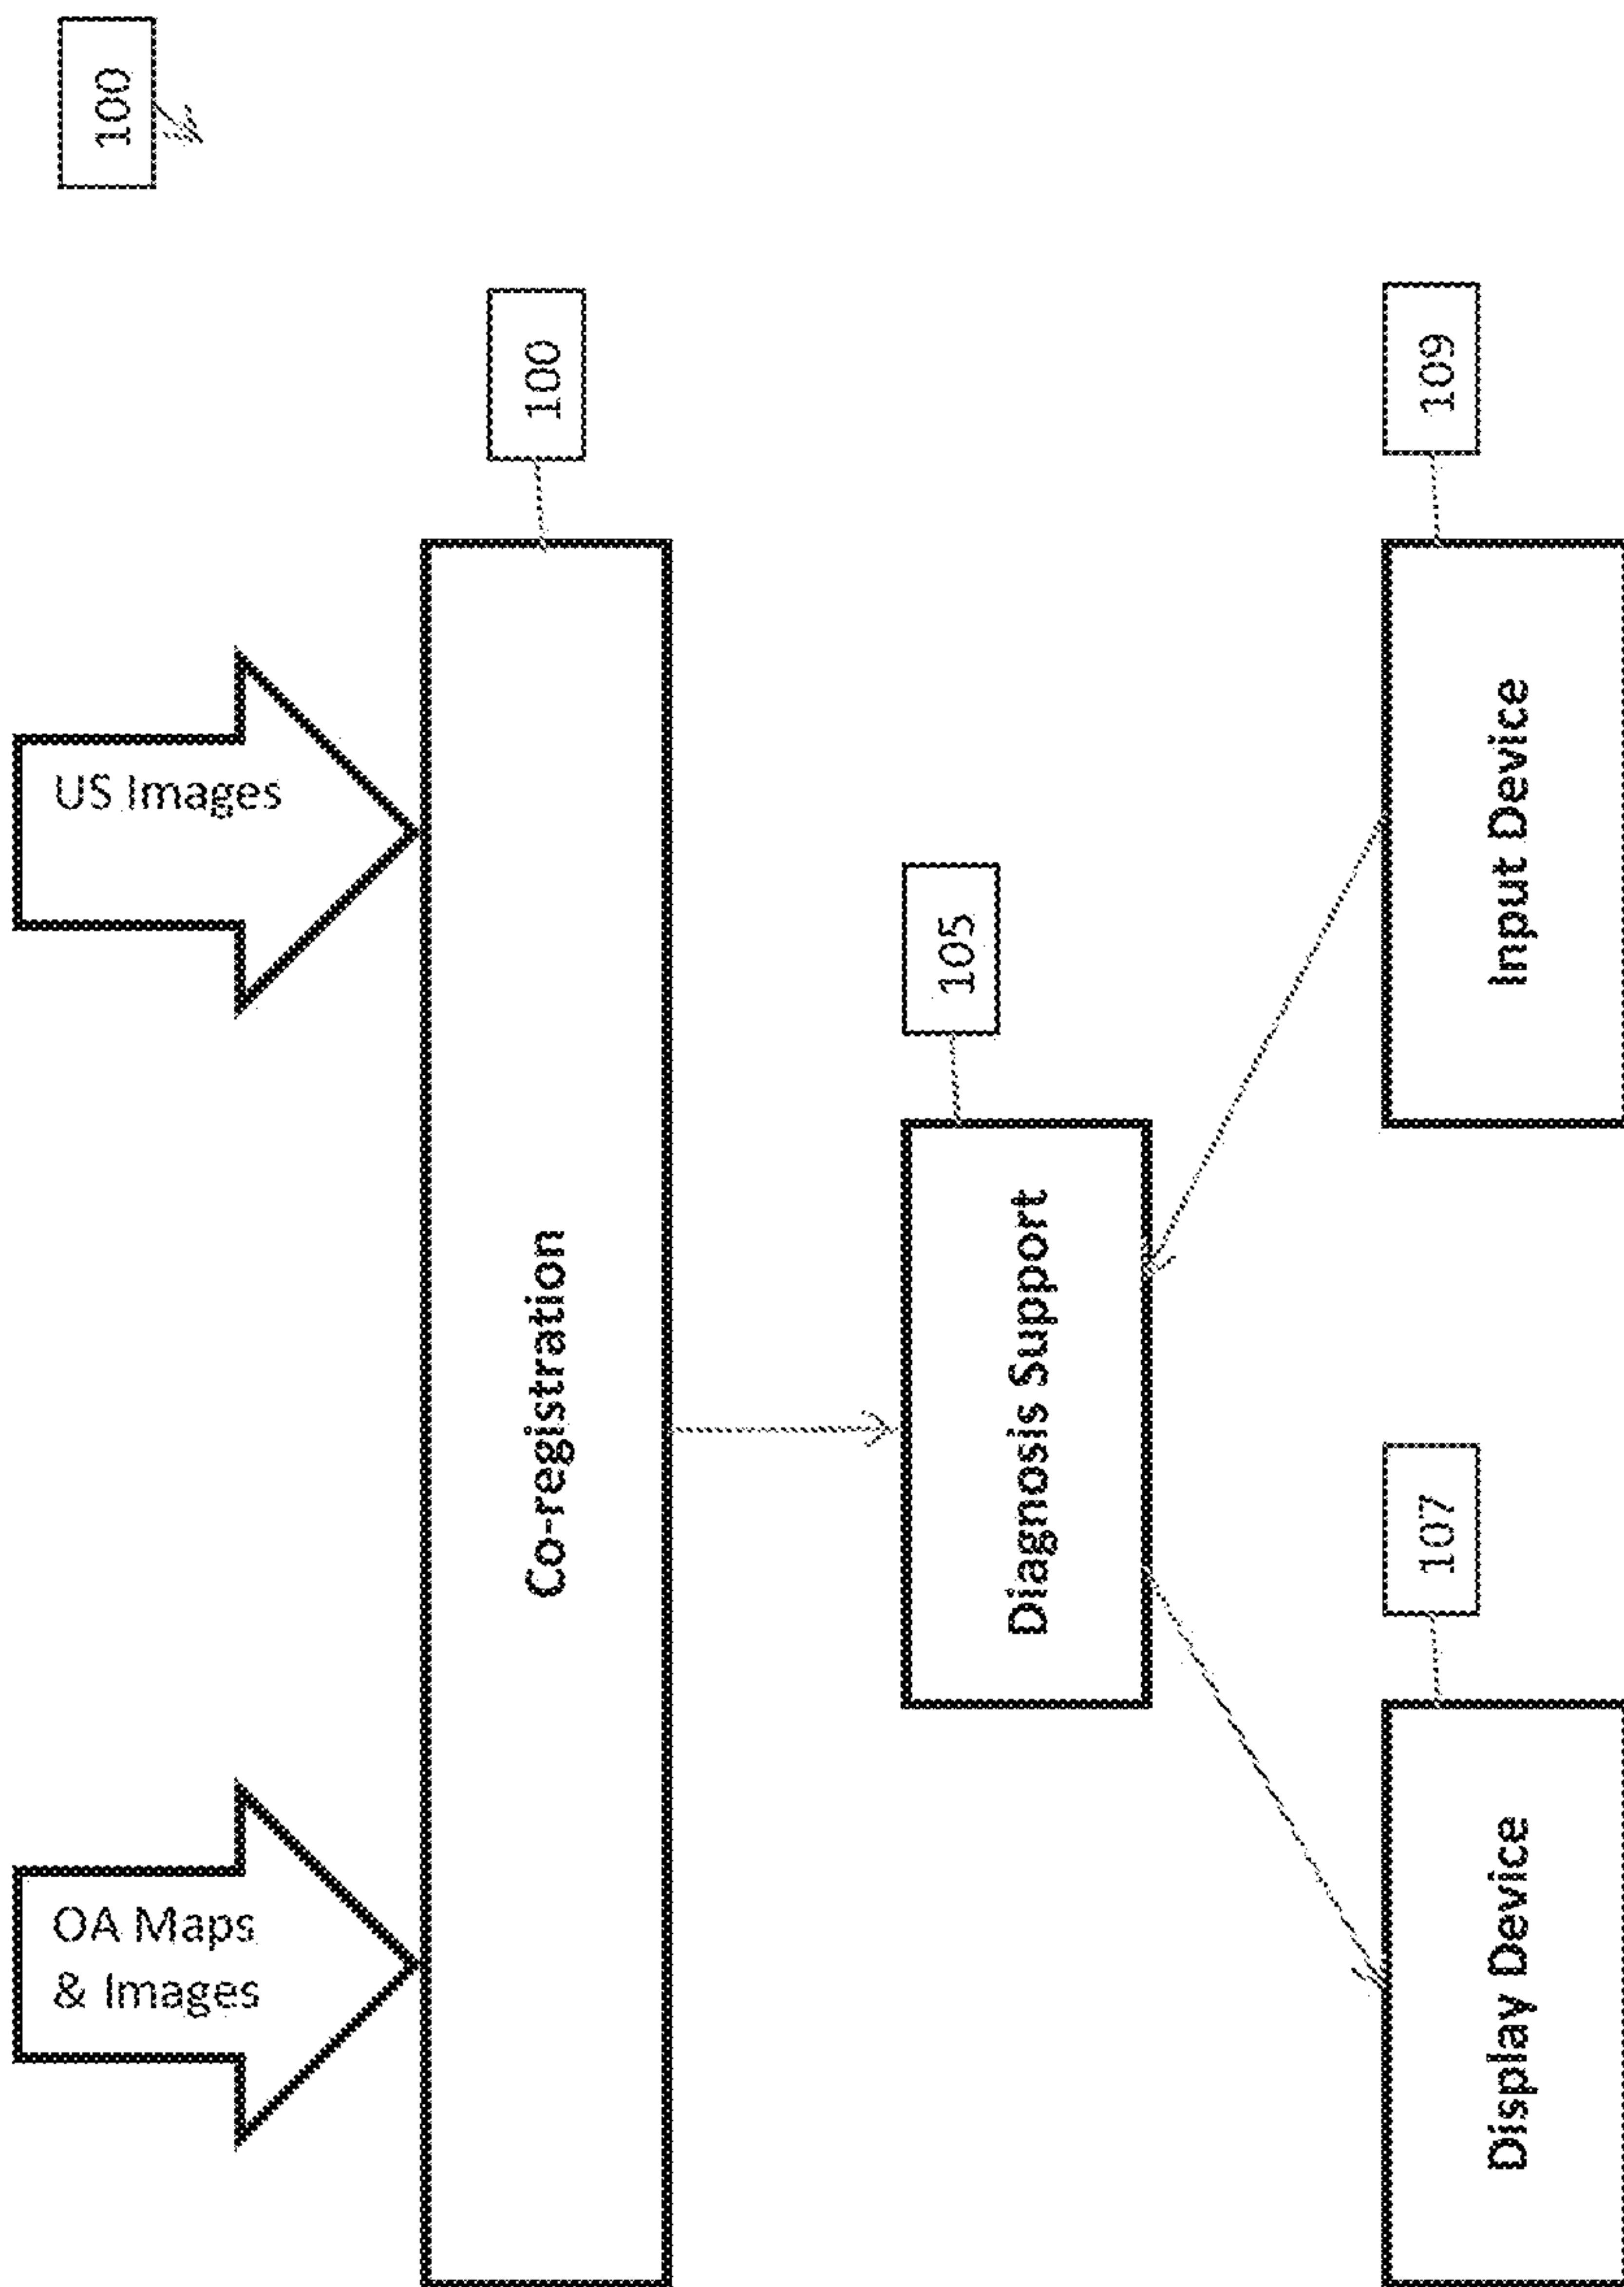 100
OA Maps
& Images
US Images
Co-registration
100
Diagnosis Support
105
Display Device
107
Input Device
109